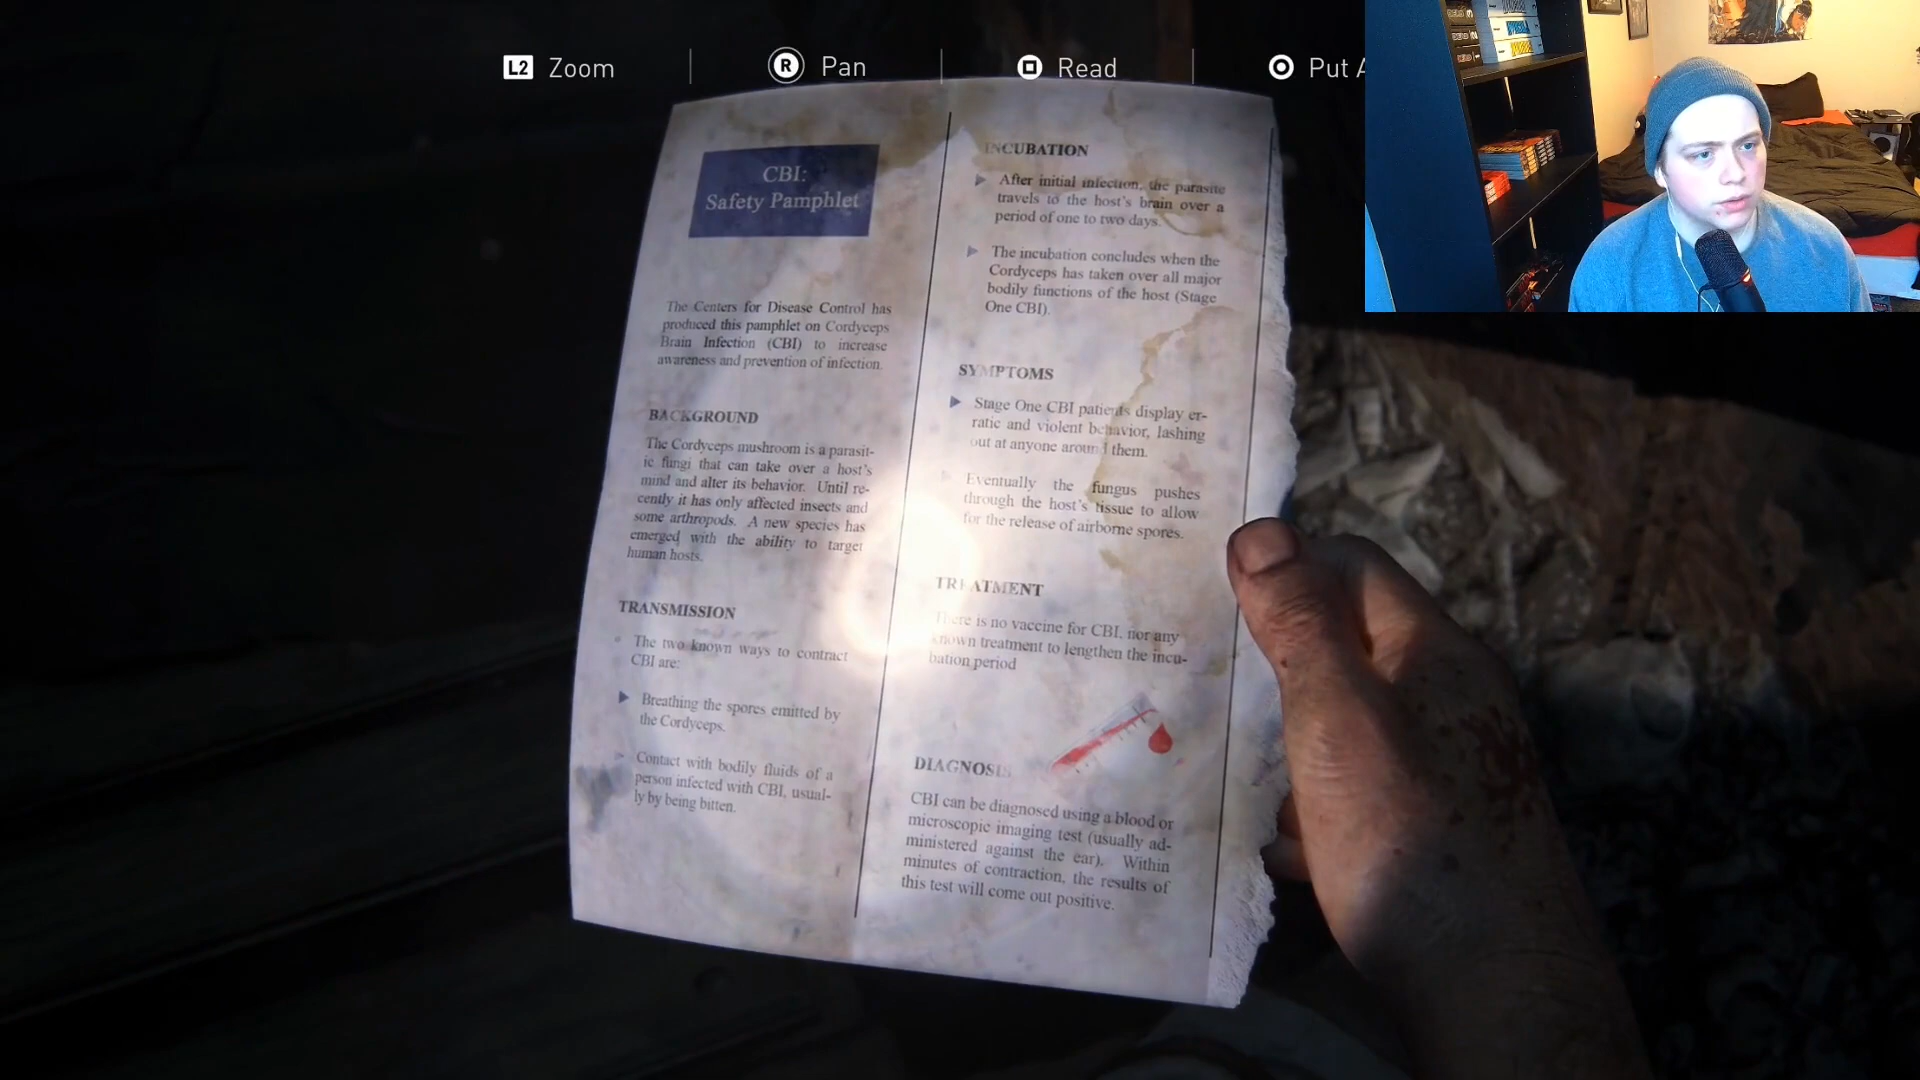 L2 Zoom
R Pan
Read
Put A
CBI:
Safety Pamphlet
The Centers for Disease Control has
produced this pamphlet on Cordyceps
Brain Infection (CBI) to increase
awareness and prevention of infection.
BACKGROUND
The Cordyceps mushroom is a parasit-
ic fungi that can take over a host's
mind and alter its behavior. Until re-
cently it has only affected insects and
some arthropods. A new species has
emerged with the ability to target
human hosts.
TRANSMISSION
The two known ways to contract
CBI are:
Breathing the spores emitted by
the Cordyceps.
Contact with bodily fluids of a
person infected with CBI, usual-
ly by being bitten.
INCUBATION
After initial infection, the parasite
travels to the host's brain over a
period of one to two days.
The incubation concludes when the
Cordyceps has taken over all major
bodily functions of the host (Stage
One CBI).
SYMPTOMS
Stage One CBI patients display er-
ratic and violent behavior, lashing
out at anyone around them.
Eventually the fungus pushes
through the host's tissue to allow
for the release of airborne spores.
TREATMENT
There is no vaccine for CBI, nor any
known treatment to lengthen the incu-
bation period
DIAGNOSIS
CBI can be diagnosed using a blood or
microscopic imaging test (usually ad-
ministered against the ear). Within
minutes of contraction, the results of
this test will come out positive.